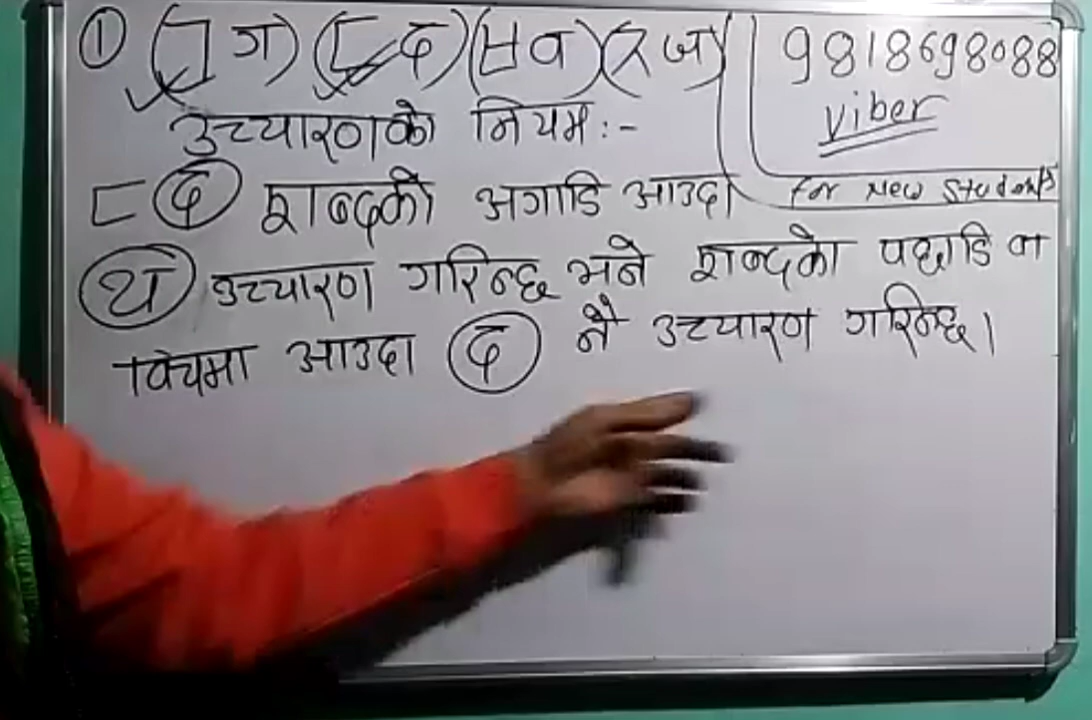 ① (ㄱ ग) (ㄷ द) (ㅂ व) (ㅈ ज)
9818698088
viber
for new students
उच्चारणको नियम :-
ㄷ (द) शब्दको अगाडि आउदा
(थ) उच्चारण गरिन्छ भने शब्दको पछाडि वा
विचमा आउदा (द) नै उच्चारण गरिन्छ।